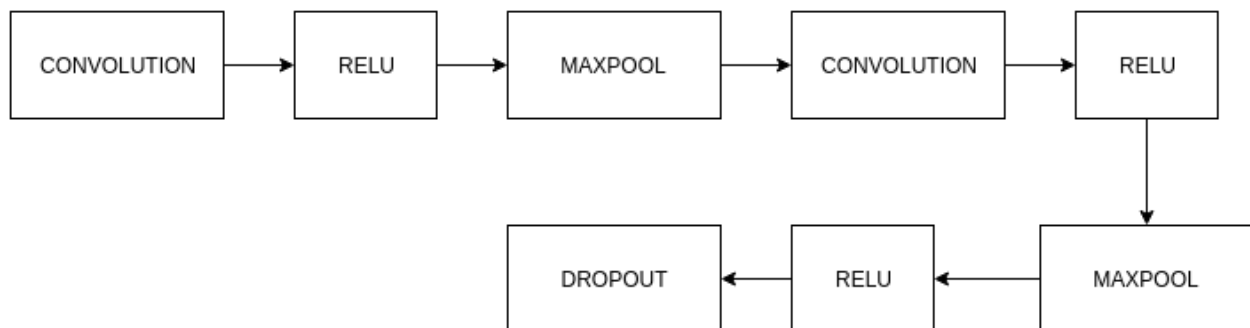 CONVOLUTION
RELU
MAXPOOL
CONVOLUTION
RELU
MAXPOOL
RELU
DROPOUT